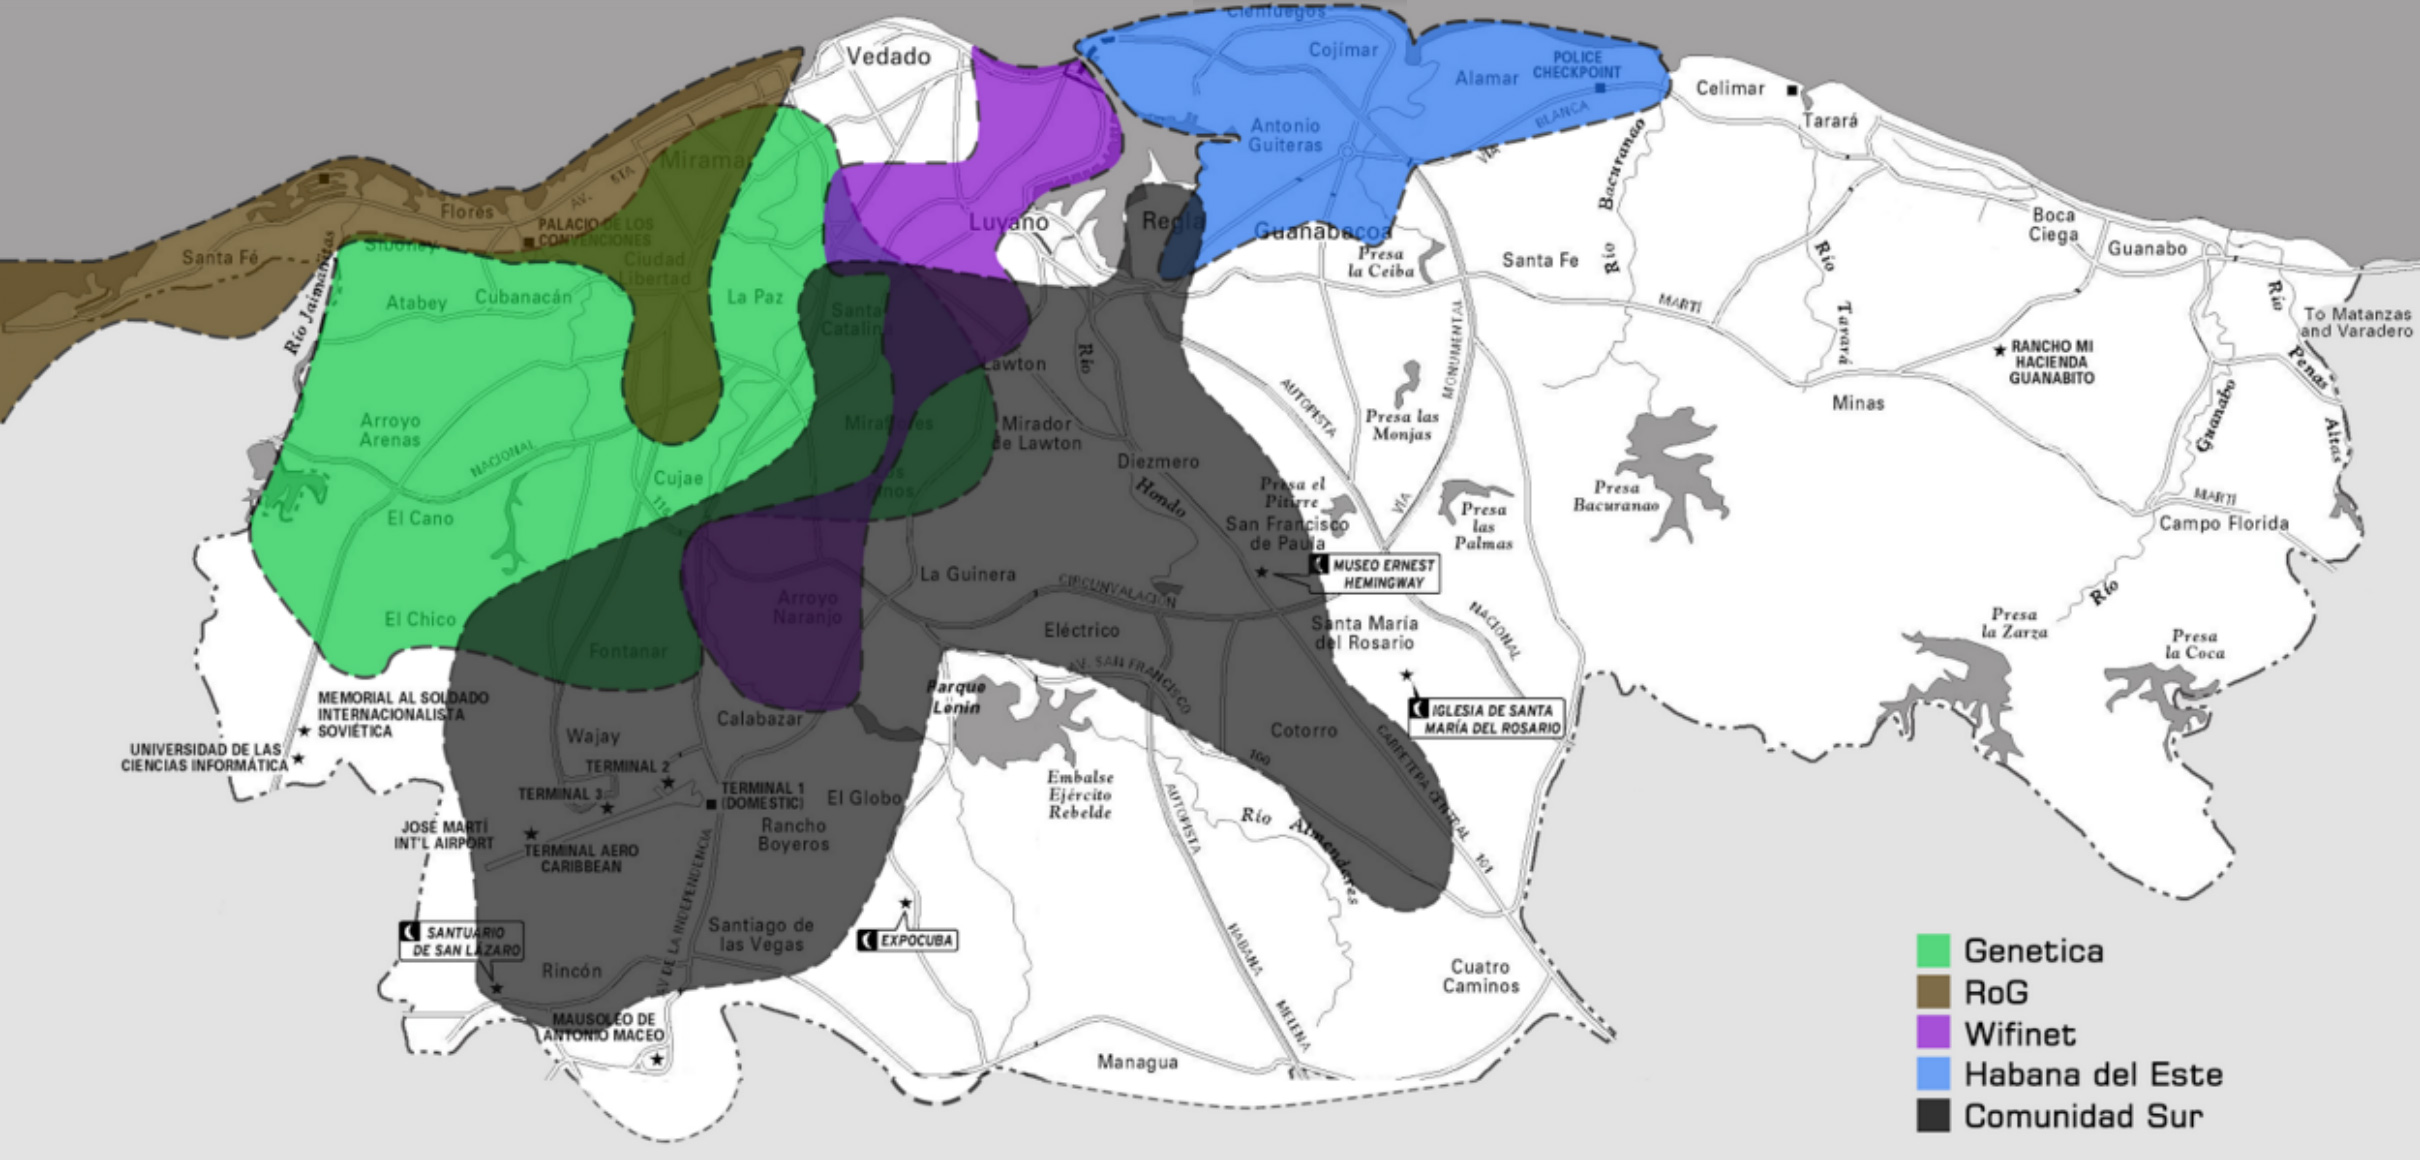 Cienfuegos
Vedado
Cojímar
Alamar
POLICE
CHECKPOINT
Celimar
Tarará
Antonio
Guiteras
BLANCA
VÍA
Miramar
AV. 5TA
Flores
PALACIO DE LOS
CONVENCIONES
Santa Fé
Siboney
Río Jaimanitas
Ciudad
Libertad
Atabey
Cubanacán
La Paz
Santa
Catalina
Luyano
Regla
Guanabacoa
Presa
la Ceiba
Santa Fe
Río Bacuranao
Río Tarará
MARTÍ
Boca
Ciega
Guanabo
Río
Peñas
Altas
To Matanzas
and Varadero
RANCHO MI
HACIENDA
GUANABITO
Minas
Guanabo
MARTÍ
Campo Florida
Río
Arroyo
Arenas
NACIONAL
Cujae
El Cano
El Chico
Miraflores
Los
Pinos
Lawton
Río
Mirador
de Lawton
Diezmero
Hondo
AUTOPISTA
MONUMENTAL
VÍA
Presa las
Monjas
Presa el
Pitirre
San Francisco
de Paula
Presa
las
Palmas
Presa
Bacuranao
MUSEO ERNEST
HEMINGWAY
La Guinera
CIRCUNVALACIÓN
Arroyo
Naranjo
Fontanar
Eléctrico
AV. SAN FRANCISCO
Santa María
del Rosario
NACIONAL
Presa
la Zarza
Presa
la Coca
IGLESIA DE SANTA
MARÍA DEL ROSARIO
MEMORIAL AL SOLDADO
INTERNACIONALISTA
SOVIÉTICA
UNIVERSIDAD DE LAS
CIENCIAS INFORMÁTICA
Parque
Lenin
Calabazar
Wajay
TERMINAL 2
TERMINAL 3
TERMINAL 1
(DOMESTIC)
El Globo
JOSÉ MARTÍ
INT'L AIRPORT
TERMINAL AERO
CARIBBEAN
Rancho
Boyeros
Embalse
Ejército
Rebelde
Cotorro
100
CARRETERA CENTRAL
101
Río Almendares
AUTOPISTA
HABANA
MELENA
AV DE LA INDEPENDENCIA
Santiago de
las Vegas
SANTUARIO
DE SAN LÁZARO
Rincón
EXPOCUBA
MAUSOLEO DE
ANTONIO MACEO
Managua
Cuatro
Caminos
Genetica
RoG
Wifinet
Habana del Este
Comunidad Sur